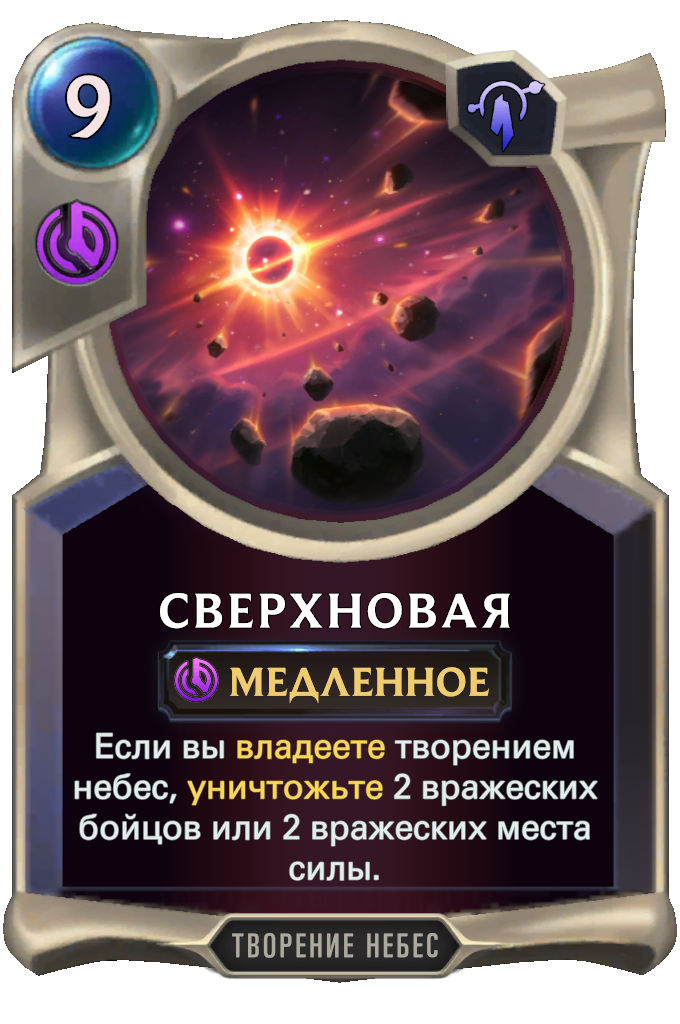 9
СВЕРХНОВАЯ
МЕДЛЕННОЕ
Если вы владеете творением
небес, уничтожьте 2 вражеских
бойцов или 2 вражеских места
силы.
ТВОРЕНИЕ НЕБЕС